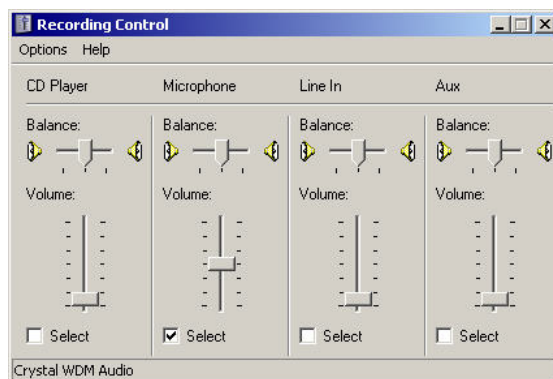 Recording Control
Options Help
CD Player Microphone Line In Aux
Balance: Balance: Balance: Balance:
Volume: Volume: Volume: Volume:
Select Select Select Select
Crystal WDM Audio